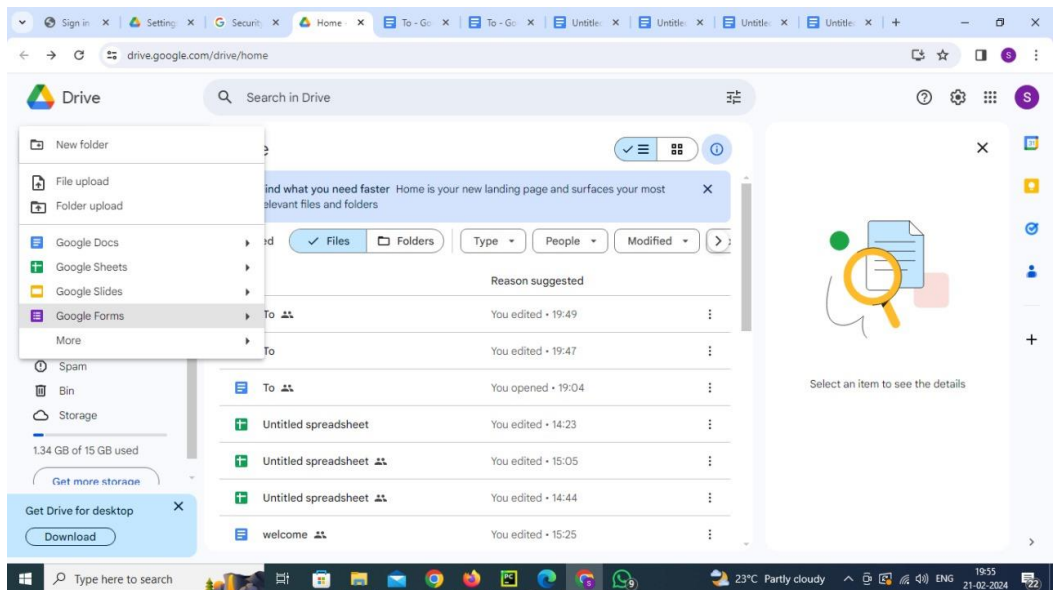 Sign in
Setting
Securit
Home -
To - Go
To - Go
Untitle
Untitle
Untitle
Untitle
drive.google.com/drive/home
S
Drive
Search in Drive
S
New folder
File upload
Folder upload
Google Docs
Google Sheets
Google Slides
Google Forms
More
Spam
Bin
Storage
1.34 GB of 15 GB used
Get more storage
Get Drive for desktop
Download
ind what you need faster Home is your new landing page and surfaces your most
elevant files and folders
Files
Folders
Type
People
Modified
Reason suggested
To
You edited • 19:49
To
You edited • 19:47
To
You opened • 19:04
Untitled spreadsheet
You edited • 14:23
Untitled spreadsheet
You edited • 15:05
Untitled spreadsheet
You edited • 14:44
welcome
You edited • 15:25
31
Select an item to see the details
Type here to search
PC
S
9
23°C Partly cloudy
ENG
19:55
21-02-2024
22